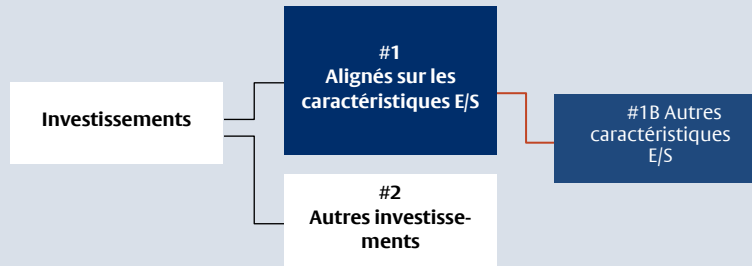 Investissements
#1
Alignés sur les
caractéristiques E/S
#2
Autres investisse-
ments
#1B Autres
caractéristiques
E/S